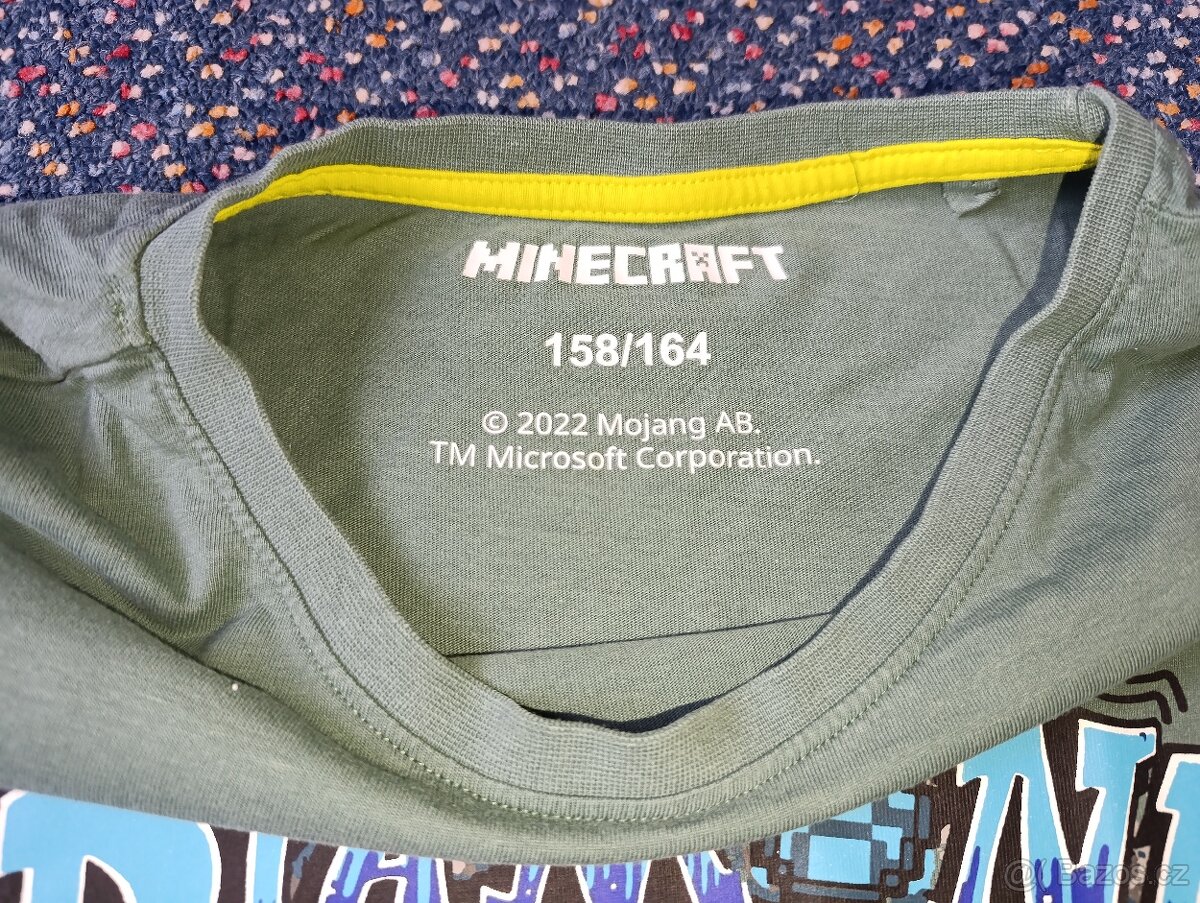 MINECRAFT
158/164
© 2022 Mojang AB.
TM Microsoft Corporation.
Bazos.cz